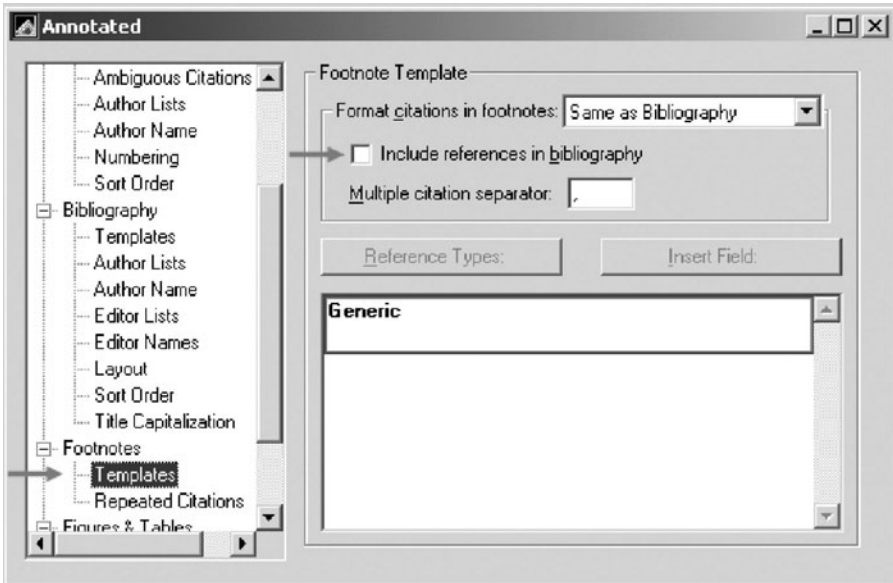 Annotated
Ambiguous Citations
Author Lists
Author Name
Numbering
Sort Order
Bibliography
Templates
Author Lists
Author Name
Editor Lists
Editor Names
Layout
Sort Order
Title Capitalization
Footnotes
Templates
Repeated Citations
Figures & Tables
Footnote Template
Format citations in footnotes: Same as Bibliography
Include references in bibliography
Multiple citation separator: ,
Reference Types: Insert Field:
Generic